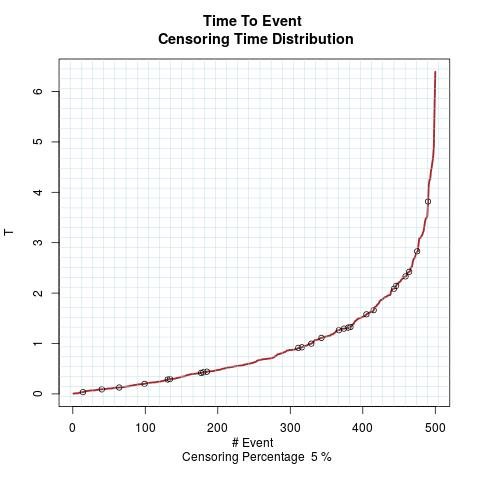 Time To Event
Censoring Time Distribution
6
5
4
3
2
1
0
T
0 100 200 300 400 500
# Event
Censoring Percentage 5 %